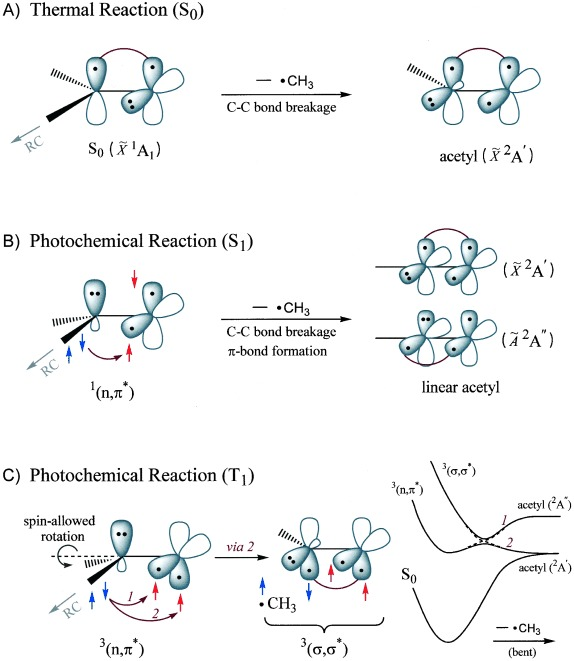 A) Thermal Reaction (S₀)
— •CH₃
C-C bond breakage
RC
S₀ (X̃ ¹A₁)
acetyl (X̃ ²A′)
B) Photochemical Reaction (S₁)
(X̃ ²A′)
— •CH₃
C-C bond breakage
π-bond formation
(Ã ²A″)
RC
¹(n,π*)
linear acetyl
C) Photochemical Reaction (T₁)
³(σ,σ*)
³(n,π*)
spin-allowed
rotation
1
acetyl (²A″)
via 2
2
1
2
acetyl (²A′)
RC
•CH₃
S₀
³(n,π*)
³(σ,σ*)
— •CH₃
(bent)